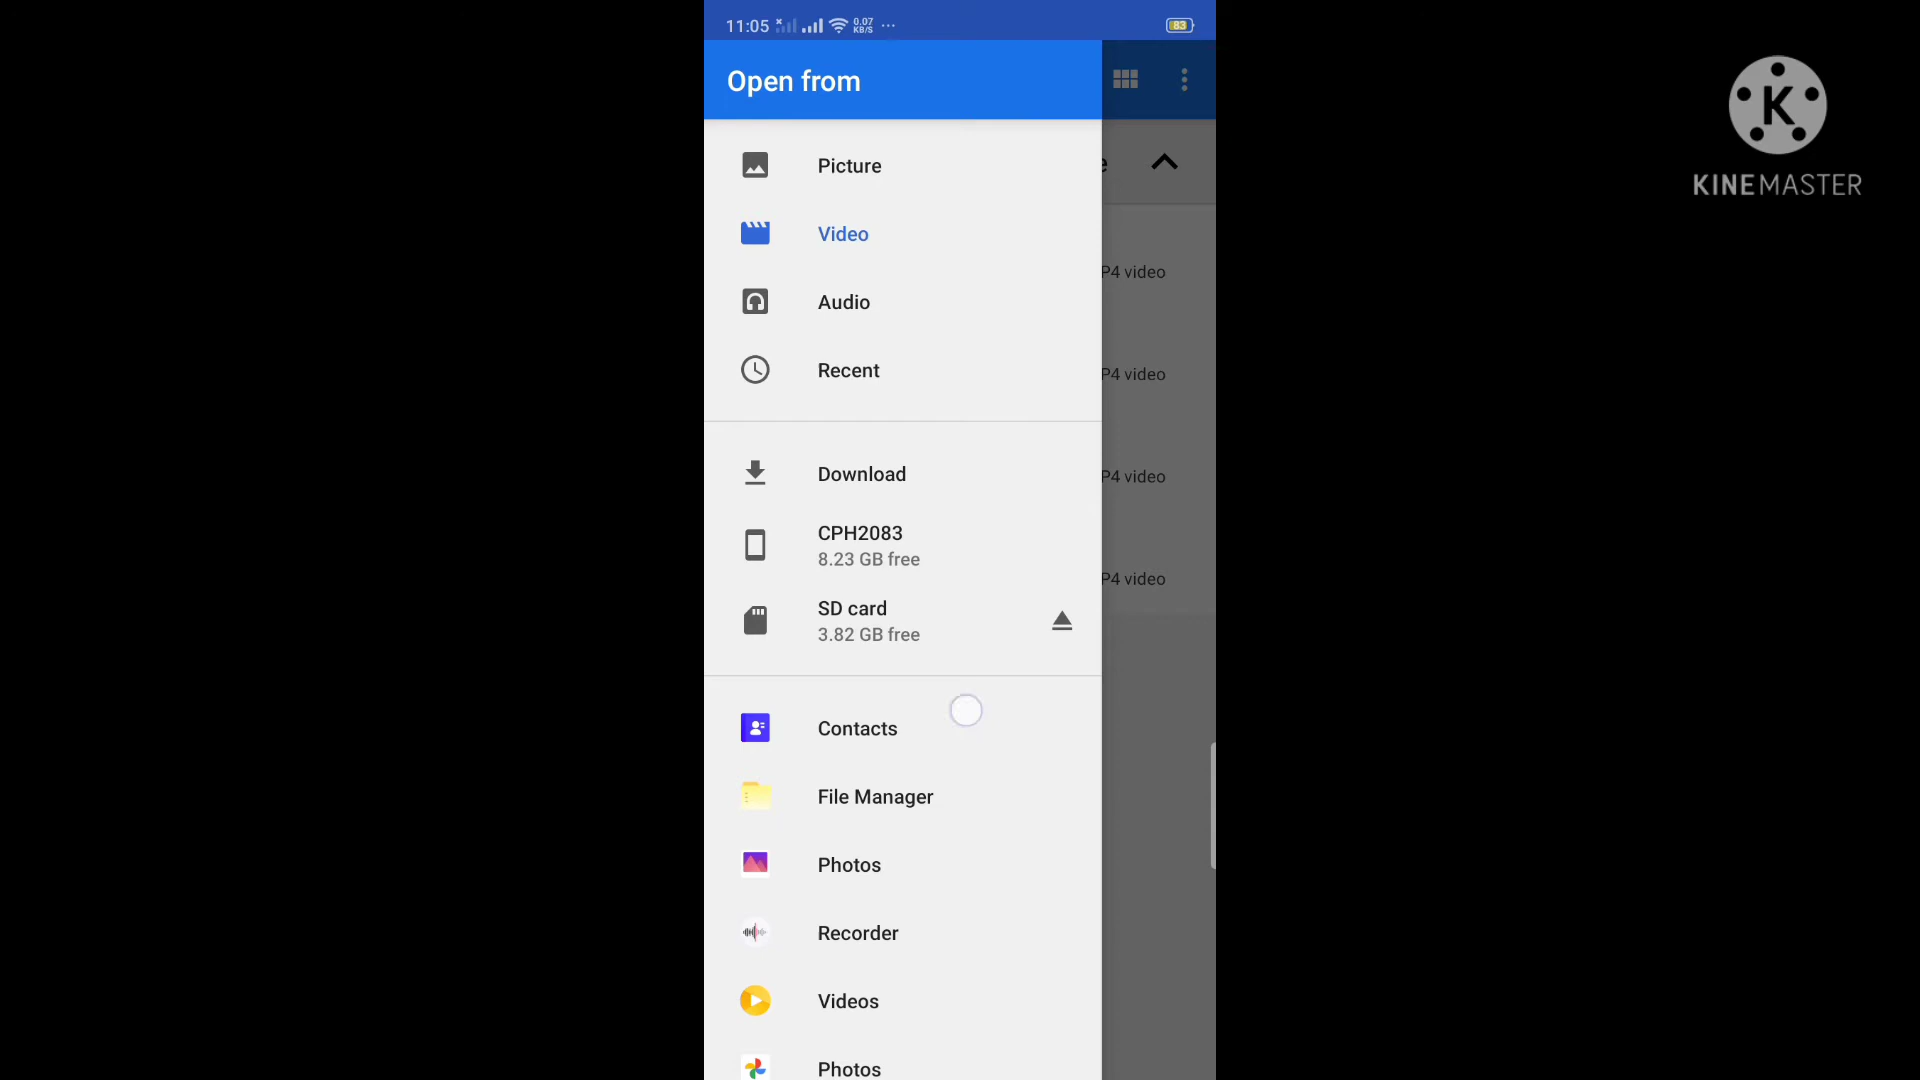 11:05 0.07 KB/S ... 83
Open from
K
KINEMASTER
Picture
Video
P4 video
Audio
Recent
P4 video
Download
P4 video
CPH2083
8.23 GB free
P4 video
SD card
3.82 GB free
Contacts
File Manager
Photos
Recorder
Videos
Photos